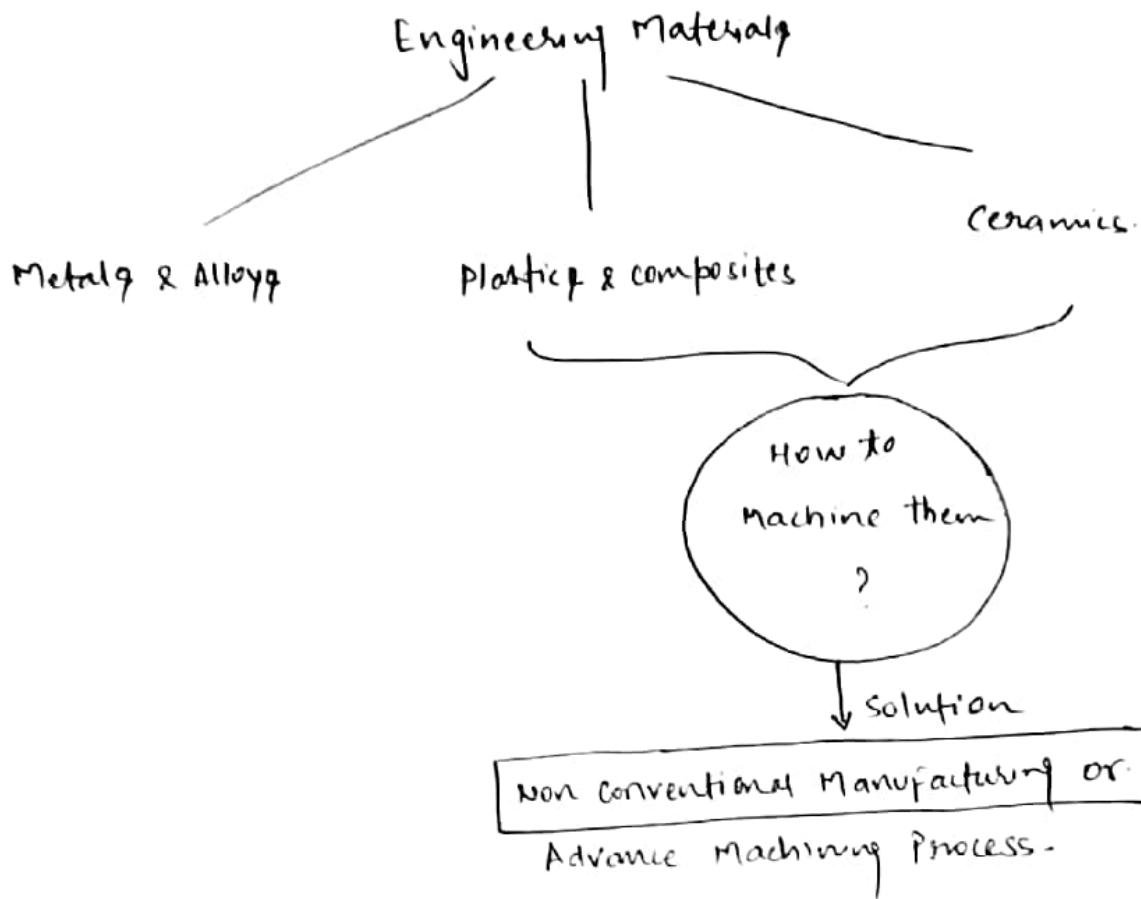 Engineering Materials
Metals & Alloys
Plastics & composites
Ceramics.
How to
Machine them
?
Solution
Non Conventional Manufacturing or
Advance Machining Process.